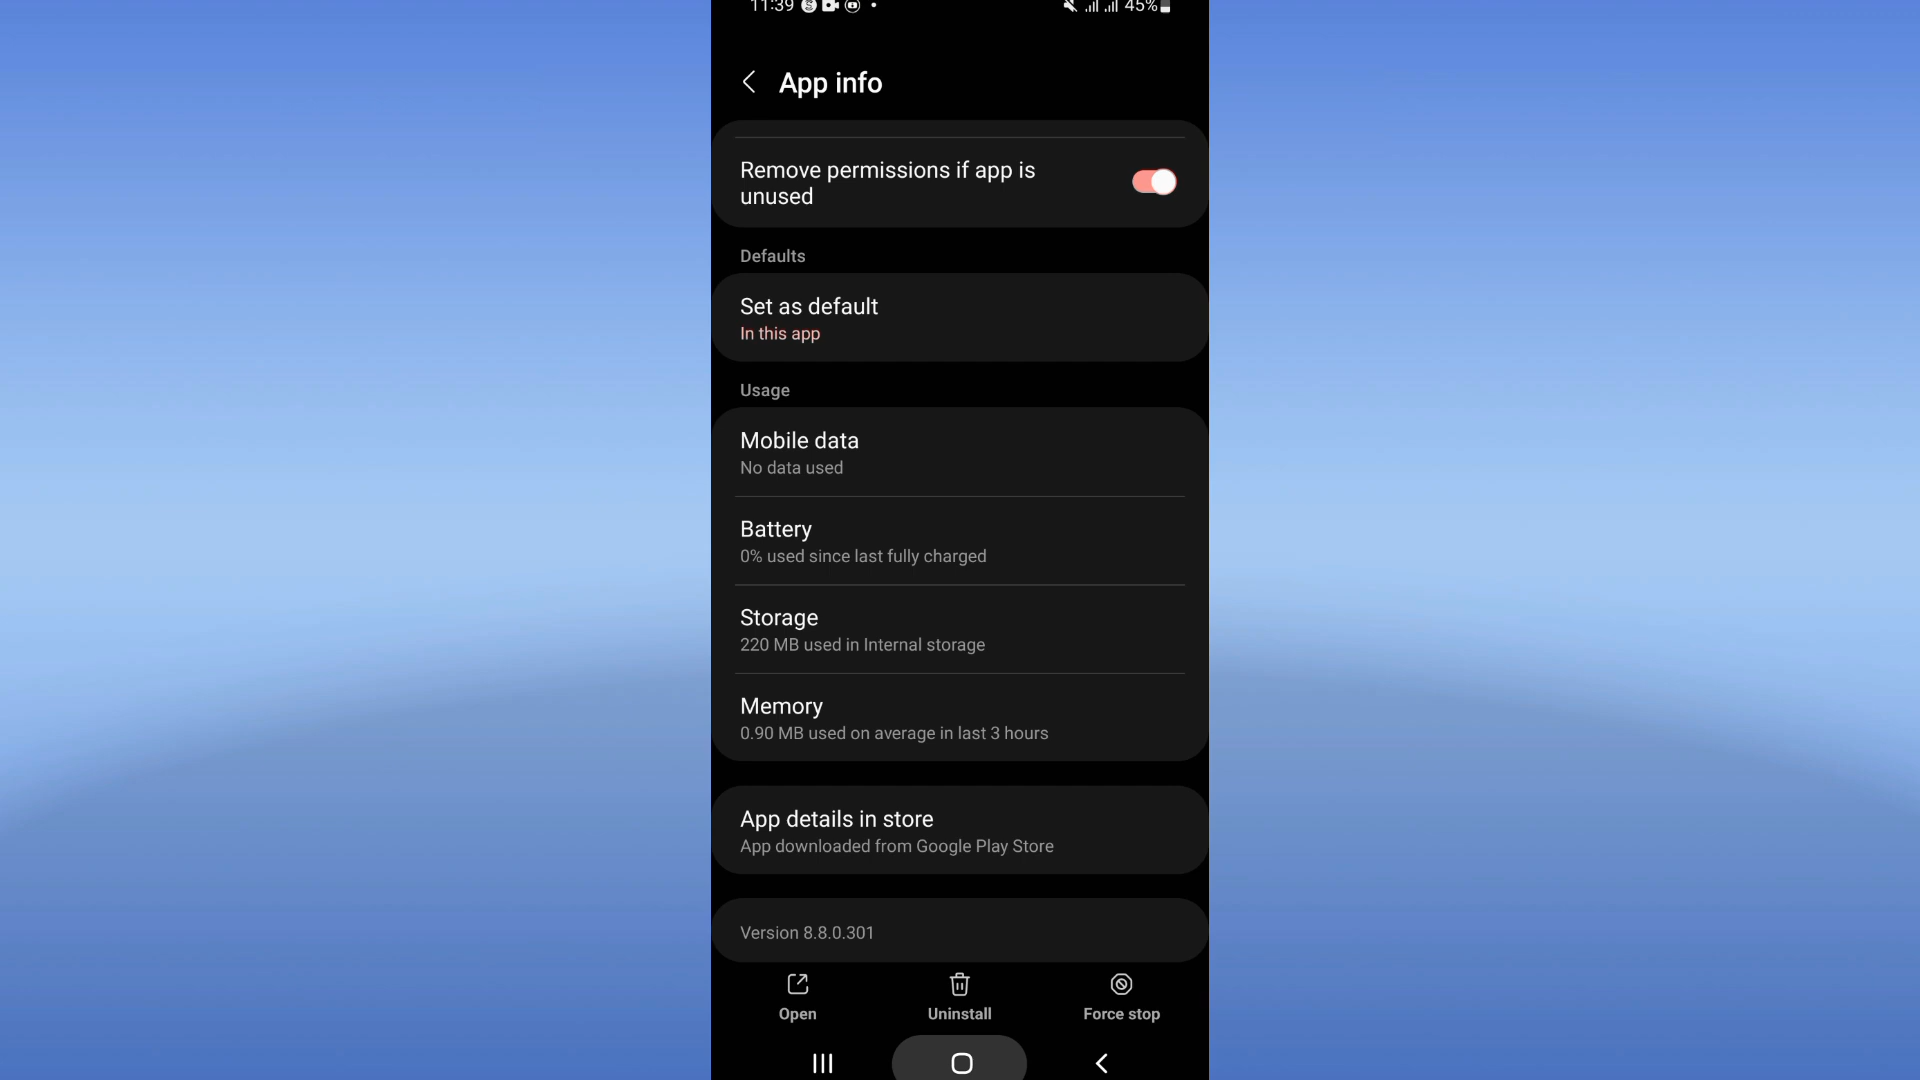 11:39
45%
App info
Remove permissions if app is
unused
Defaults
Set as default
In this app
Usage
Mobile data
No data used
Battery
0% used since last fully charged
Storage
220 MB used in Internal storage
Memory
0.90 MB used on average in last 3 hours
App details in store
App downloaded from Google Play Store
Version 8.8.0.301
Open
Uninstall
Force stop